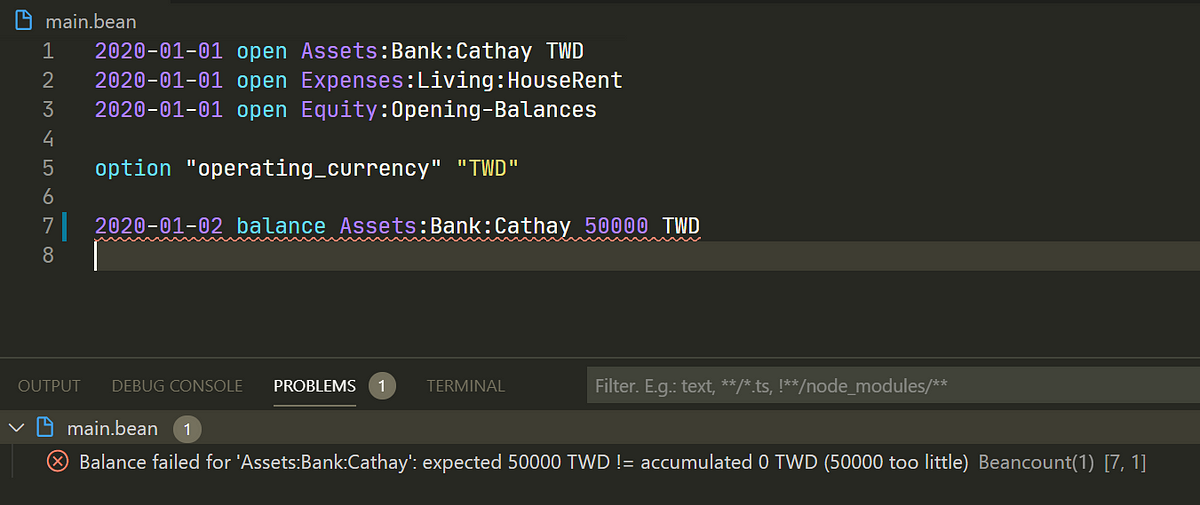 main.bean
1 2020-01-01 open Assets:Bank:Cathay TWD
2 2020-01-01 open Expenses:Living:HouseRent
3 2020-01-01 open Equity:Opening-Balances
4
5 option "operating_currency" "TWD"
6
7 2020-01-02 balance Assets:Bank:Cathay 50000 TWD
8
OUTPUT DEBUG CONSOLE PROBLEMS 1 TERMINAL Filter. E.g.: text, **/*.ts, !**/node_modules/**
main.bean 1
Balance failed for 'Assets:Bank:Cathay': expected 50000 TWD != accumulated 0 TWD (50000 too little) Beancount(1) [7, 1]